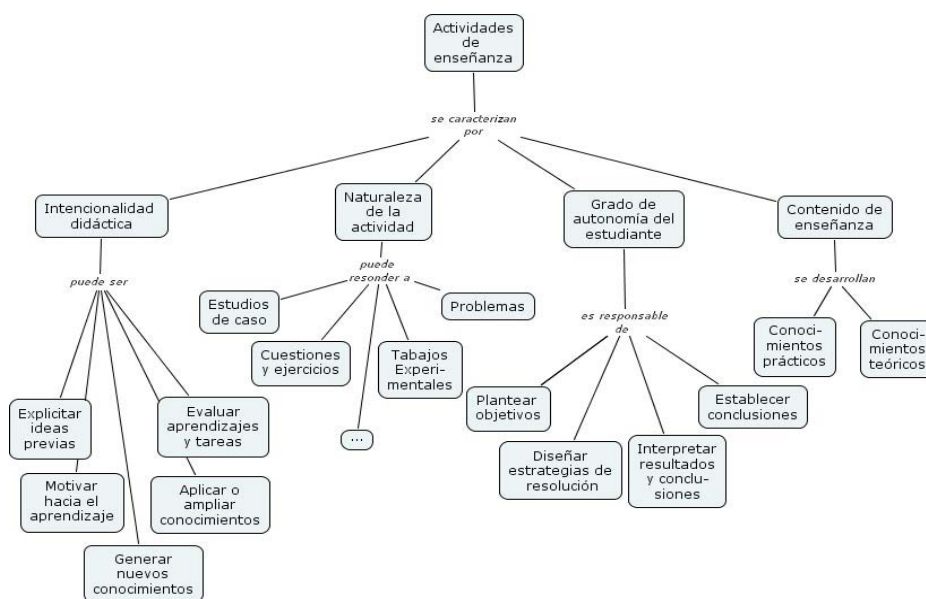 Actividades
de
enseñanza
se caracterizan
por
Intencionalidad
didáctica
Naturaleza
de la
actividad
Grado de
autonomía del
estudiante
Contenido de
enseñanza
puede ser
puede
resonder a
es responsable
de
se desarrollan
Estudios
de caso
Cuestiones
y ejercicios
...
Tabajos
Experi-
mentales
Problemas
Conoci-
mientos
prácticos
Conoci-
mientos
teóricos
Explicitar
ideas
previas
Motivar
hacia el
aprendizaje
Generar
nuevos
conocimientos
Aplicar o
ampliar
conocimientos
Evaluar
aprendizajes
y tareas
Plantear
objetivos
Diseñar
estrategias de
resolución
Interpretar
resultados
y conclu-
siones
Establecer
conclusiones